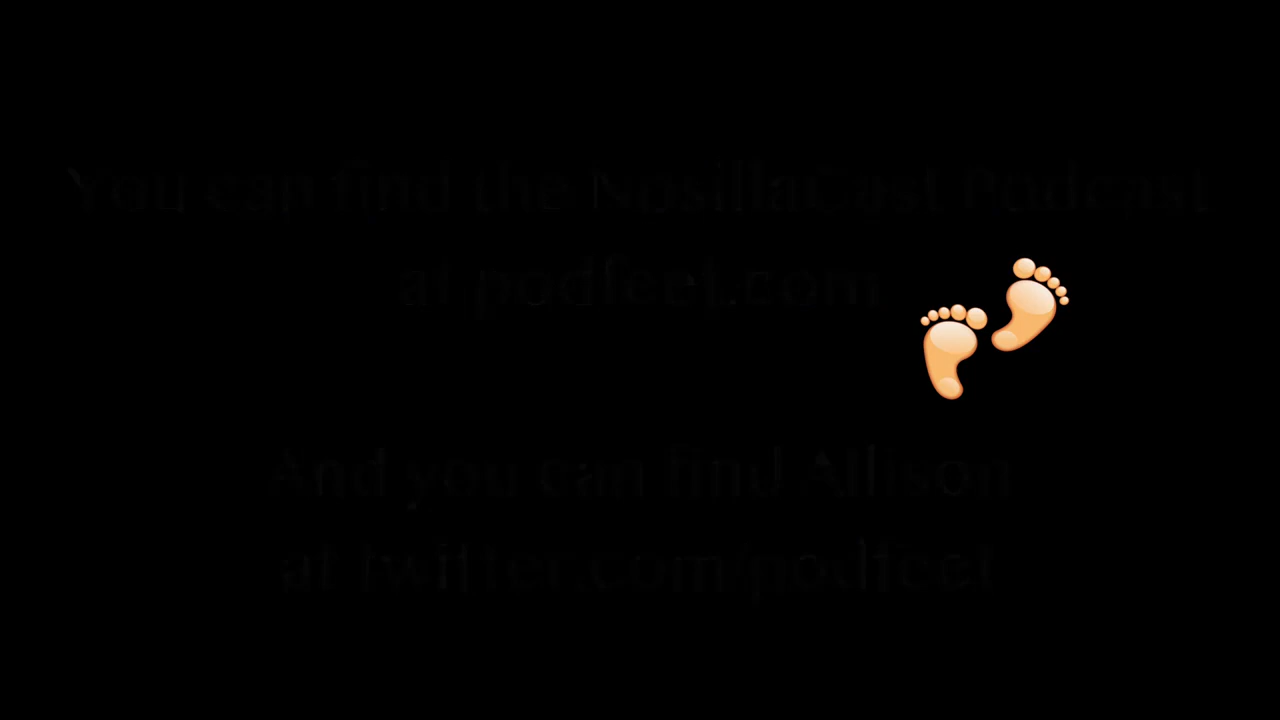 You can find the NosillaCast Podcast
at podfeet.com
And you can find Allison
at twitter.com/podfeet